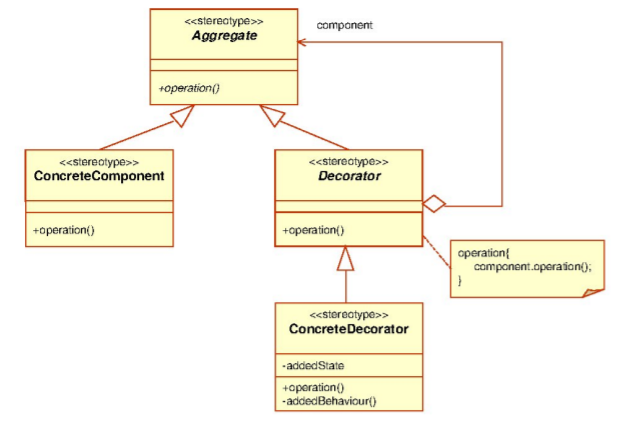 <<stereotype>>
Aggregate
+operation()
component
<<stereotype>>
ConcreteComponent
+operation()
<<stereotype>>
Decorator
+operation()
operation{
component.operation();
}
<<stereotype>>
ConcreteDecorator
-addedState
+operation()
-addedBehaviour()